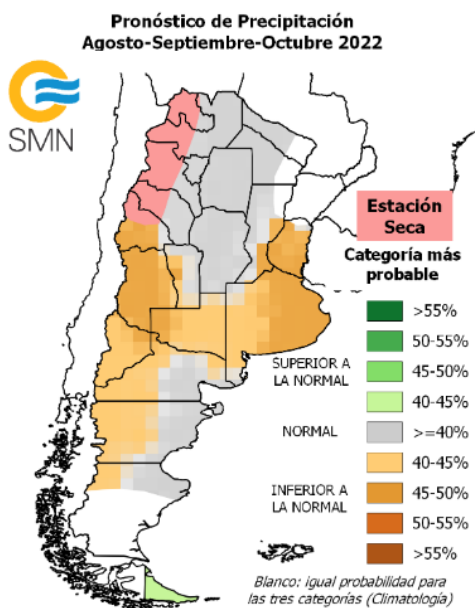 Pronóstico de Precipitación
Agosto-Septiembre-Octubre 2022
SMN
Estación
Seca
Categoría más
probable
>55%
50-55%
SUPERIOR A
LA NORMAL
45-50%
40-45%
NORMAL
>=40%
40-45%
INFERIOR A
LA NORMAL
45-50%
50-55%
>55%
Blanco: igual probabilidad para
las tres categorías (Climatología)